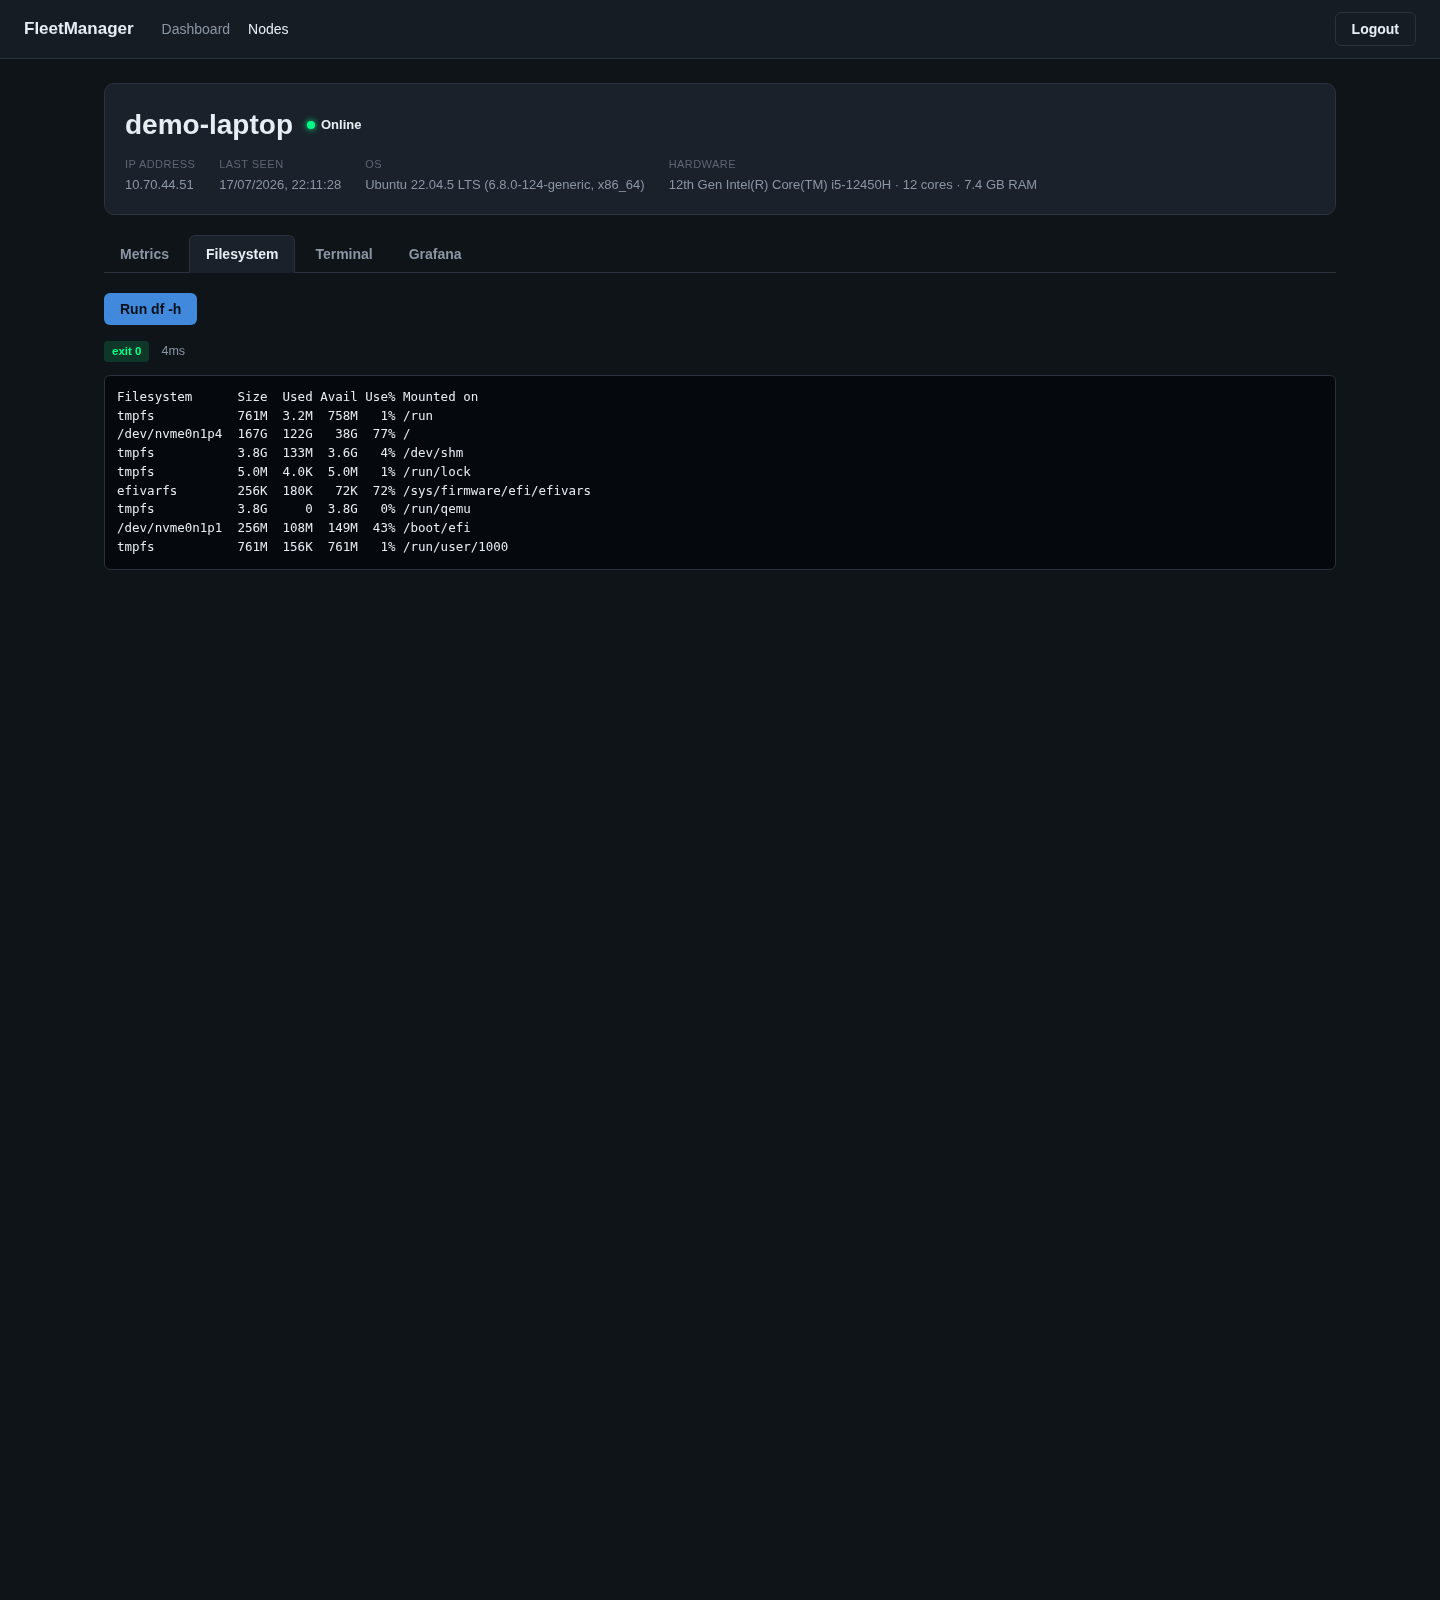 FleetManager Dashboard Nodes Logout
demo-laptop Online
IP ADDRESS LAST SEEN OS HARDWARE
10.70.44.51 17/07/2026, 22:11:28 Ubuntu 22.04.5 LTS (6.8.0-124-generic, x86_64) 12th Gen Intel(R) Core(TM) i5-12450H · 12 cores · 7.4 GB RAM
Metrics Filesystem Terminal Grafana
Run df -h
exit 0 4ms
Filesystem      Size  Used Avail Use% Mounted on
tmpfs           761M  3.2M  758M   1% /run
/dev/nvme0n1p4  167G  122G   38G  77% /
tmpfs           3.8G  133M  3.6G   4% /dev/shm
tmpfs           5.0M  4.0K  5.0M   1% /run/lock
efivarfs        256K  180K   72K  72% /sys/firmware/efi/efivars
tmpfs           3.8G     0  3.8G   0% /run/qemu
/dev/nvme0n1p1  256M  108M  149M  43% /boot/efi
tmpfs           761M  156K  761M   1% /run/user/1000